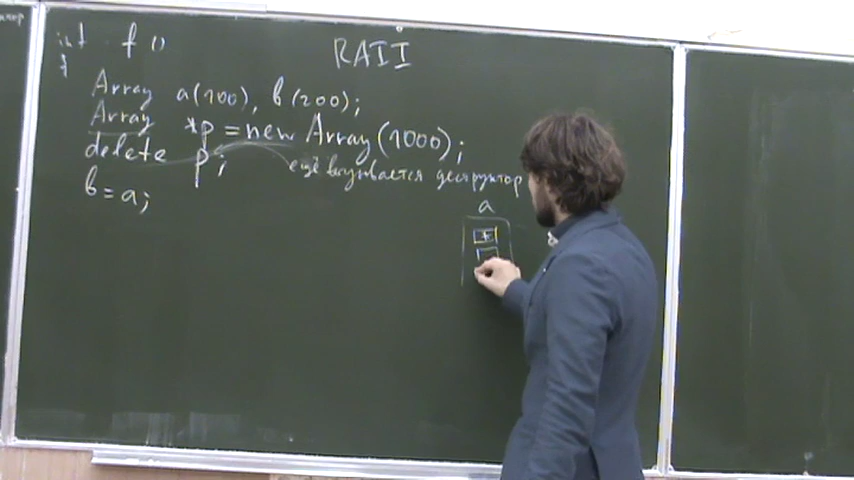 RAII
int f()
{
Array a(100), b(200);
Array *p = new Array(1000);
delete p;
ещё вызывается деструктор
b = a;
a